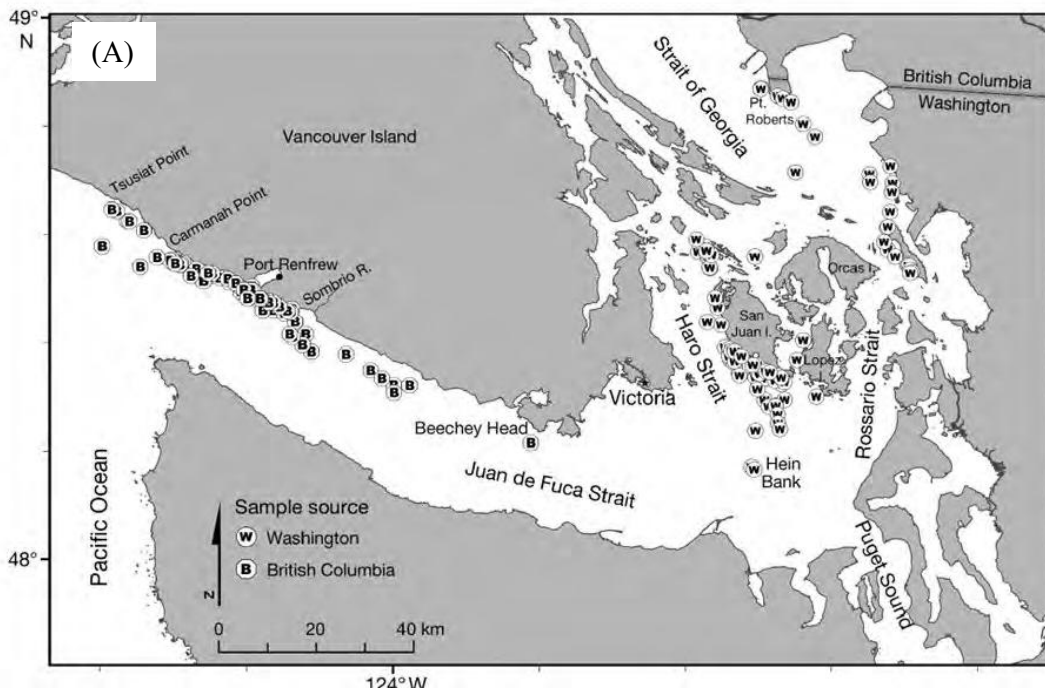 49°
N
(A)
Strait of Georgia
British Columbia
Washington
Pt.
Roberts
Vancouver Island
Tsusiat Point
Carmanah Point
Port Renfrew
Sombrio R.
Orcas I.
San
Juan I.
Lopez
Haro Strait
Rossario Strait
Victoria
Beechey Head
Juan de Fuca Strait
Hein
Bank
Pacific Ocean
Puget Sound
48°
Sample source
W Washington
B British Columbia
N
0 10 20 40 km
124°W